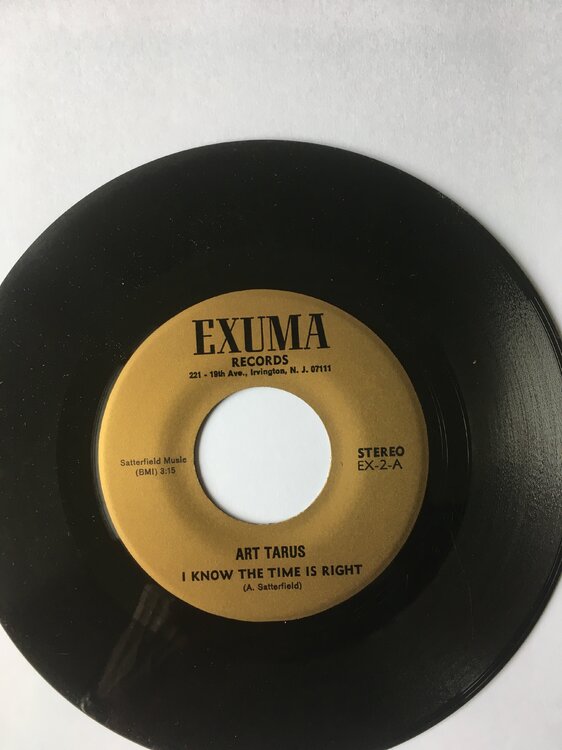 EXUMA
RECORDS
221 - 19th Ave., Irvington, N. J. 07111
Satterfield Music
(BMI) 3:15
STEREO
EX-2-A
ART TARUS
I KNOW THE TIME IS RIGHT
(A. Satterfield)